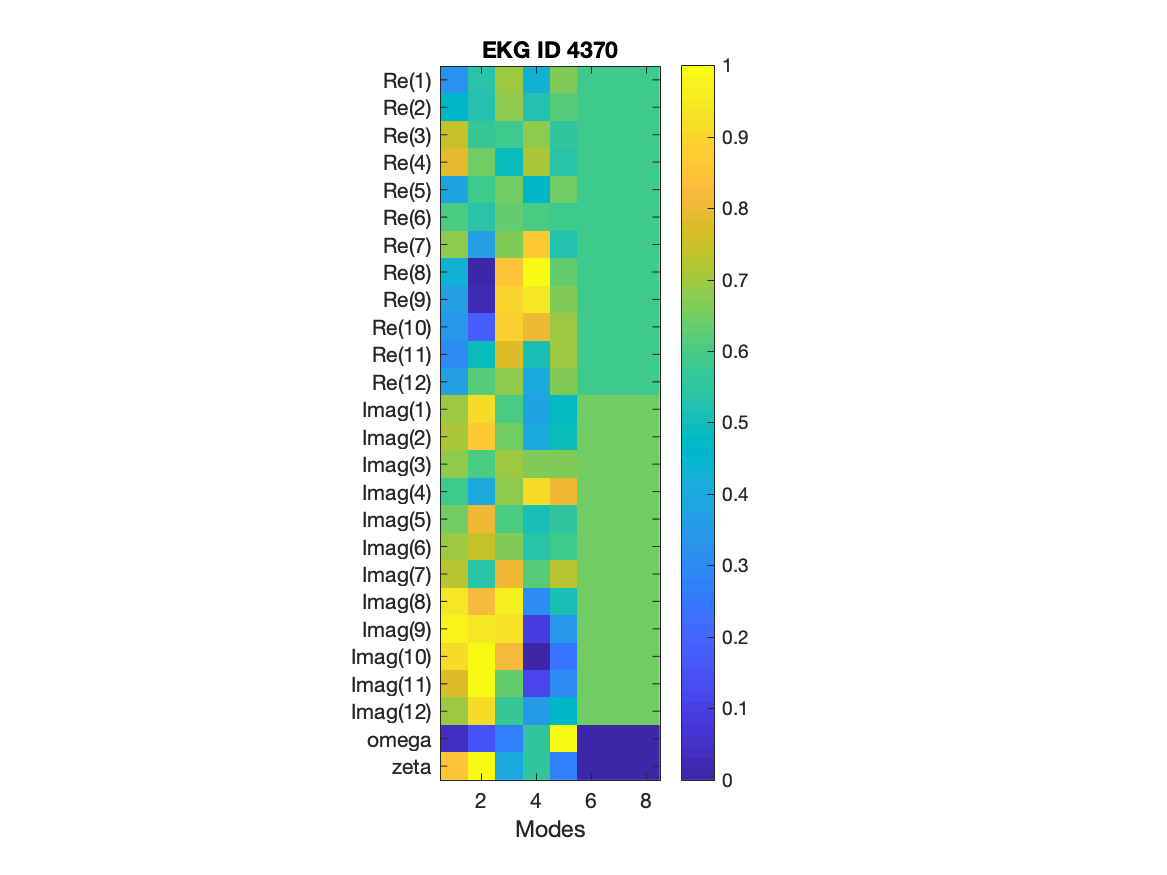 EKG ID 4370
Re(1)
Re(2)
Re(3)
Re(4)
Re(5)
Re(6)
Re(7)
Re(8)
Re(9)
Re(10)
Re(11)
Re(12)
Imag(1)
Imag(2)
Imag(3)
Imag(4)
Imag(5)
Imag(6)
Imag(7)
Imag(8)
Imag(9)
Imag(10)
Imag(11)
Imag(12)
omega
zeta
2 4 6 8
Modes
1
0.9
0.8
0.7
0.6
0.5
0.4
0.3
0.2
0.1
0